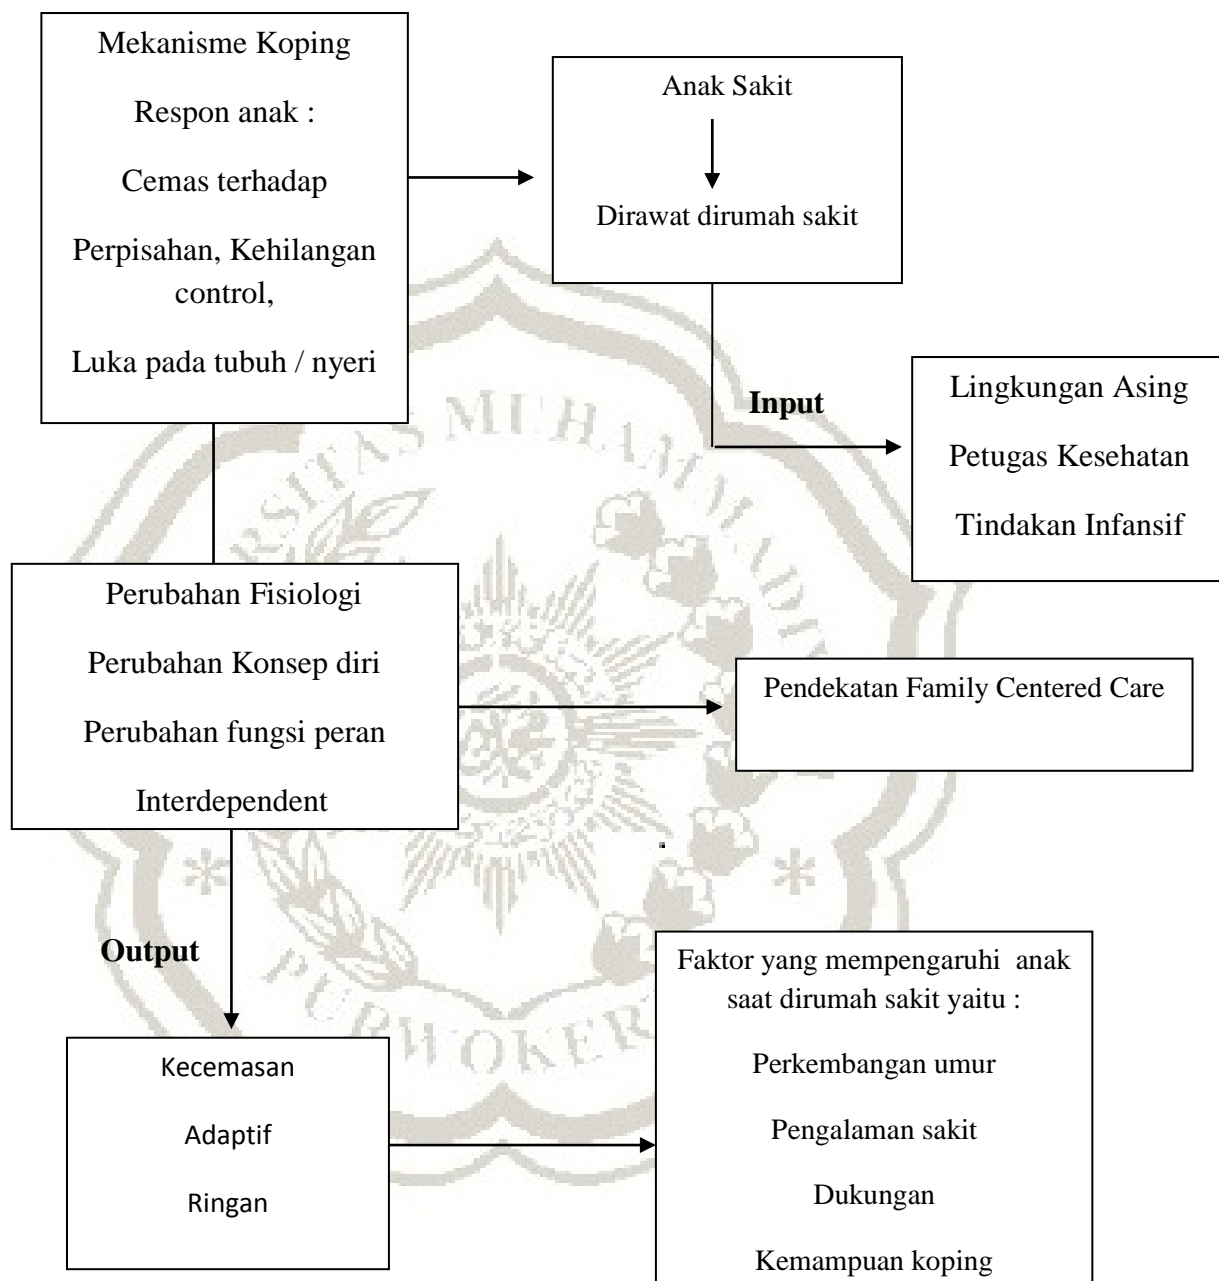 Mekanisme Koping
Respon anak :
Cemas terhadap
Perpisahan, Kehilangan
control,
Luka pada tubuh / nyeri
Anak Sakit
Dirawat dirumah sakit
Input
Lingkungan Asing
Petugas Kesehatan
Tindakan Infansif
Perubahan Fisiologi
Perubahan Konsep diri
Perubahan fungsi peran
Interdependent
Pendekatan Family Centered Care
Output
Kecemasan
Adaptif
Ringan
Faktor yang mempengaruhi anak
saat dirumah sakit yaitu :
Perkembangan umur
Pengalaman sakit
Dukungan
Kemampuan koping